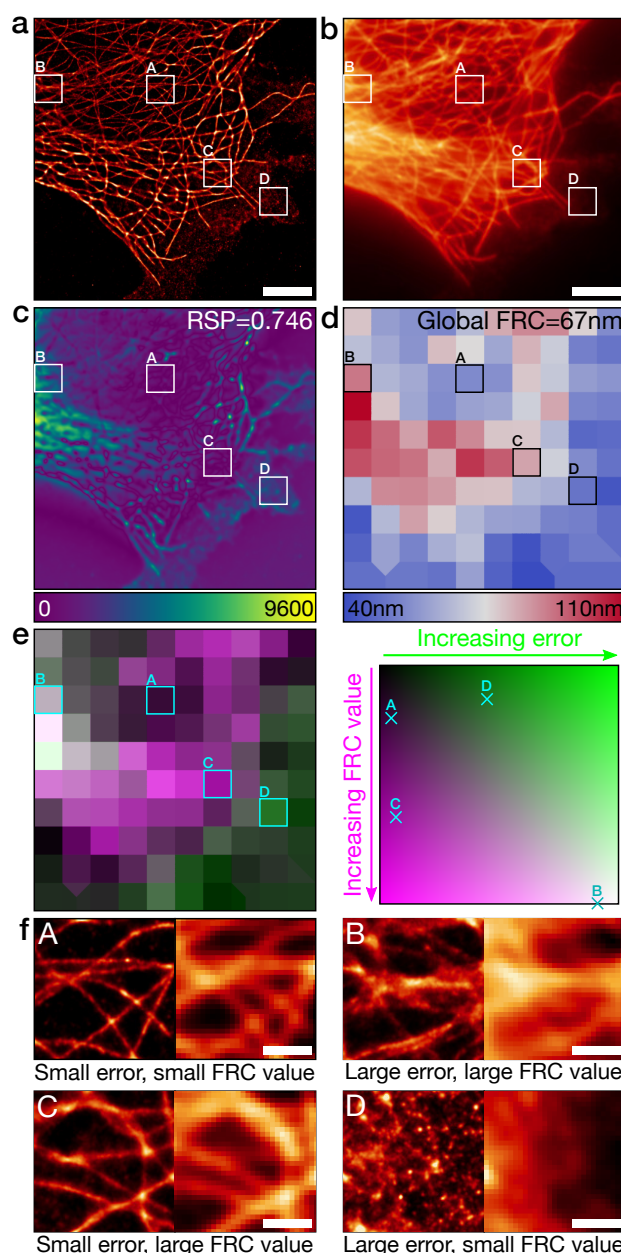 a
b
B
A
C
D
B
A
C
D
c
RSP=0.746
d
Global FRC=67nm
B
A
C
D
B
A
C
D
0
9600
40nm
110nm
e
Increasing error
Increasing FRC value
B
A
C
D
A
D
C
B
f
A
B
Small error, small FRC value
Large error, large FRC value
C
D
Small error, large FRC value
Large error, small FRC value